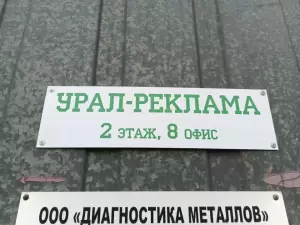 УРАЛ-РЕКЛАМА
2 ЭТАЖ, 8 ОФИС
ООО «ДИАГНОСТИКА МЕТАЛЛОВ»